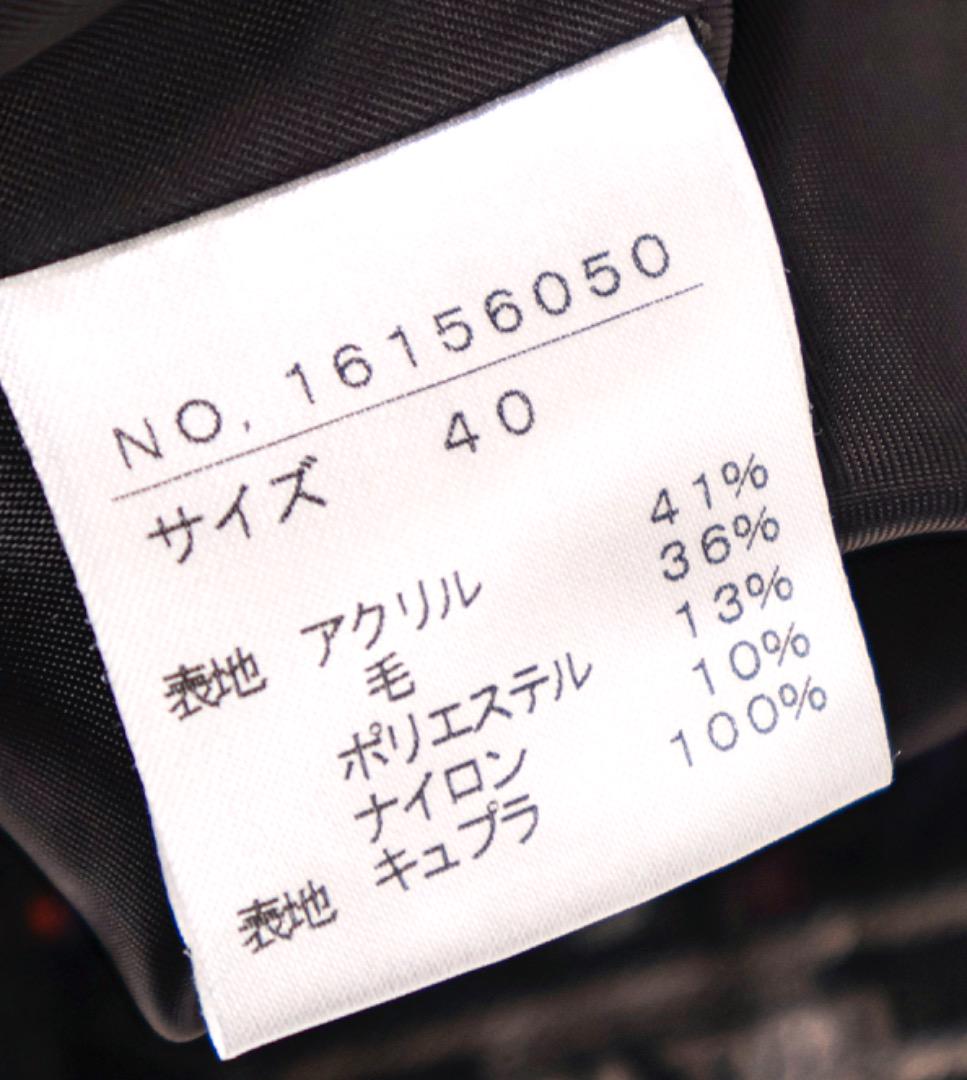 NO. 16156050
サイズ 40
表地 アクリル 41%
毛 36%
ポリエステル 13%
ナイロン 10%
裏地 キュプラ 100%